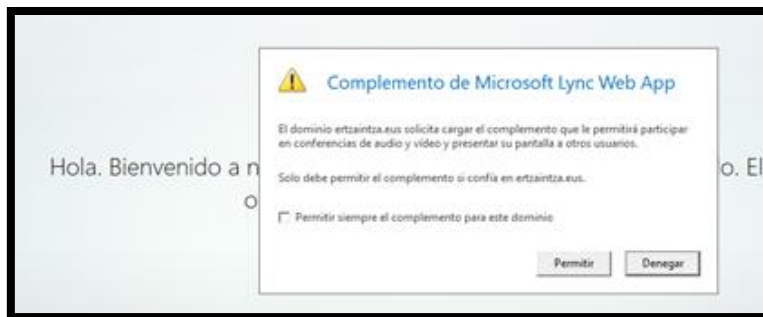 Complemento de Microsoft Lync Web App
El dominio ertzaintza.eus solicita cargar el complemento que le permitirá participar
en conferencias de audio y vídeo y presentar su pantalla a otros usuarios.
Hola. Bienvenido a n
o. El
Solo debe permitir el complemento si confía en ertzaintza.eus.
o
Permitir siempre el complemento para este dominio
Permitir
Denegar